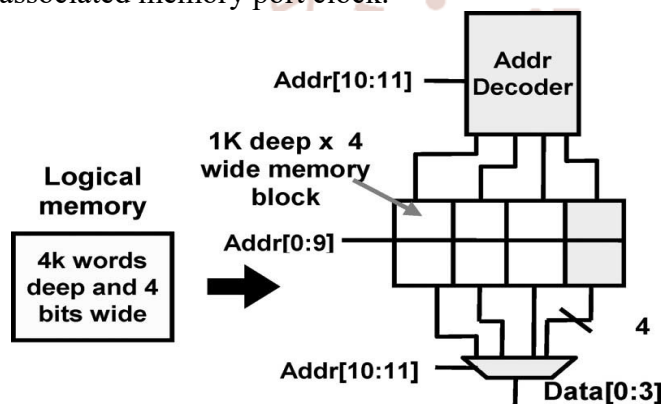 associated memory port clock.
Addr
Decoder
Addr[10:11]
1K deep x 4
wide memory
block
Logical
memory
Addr[0:9]
4k words
deep and 4
bits wide
4
Addr[10:11]
Data[0:3]